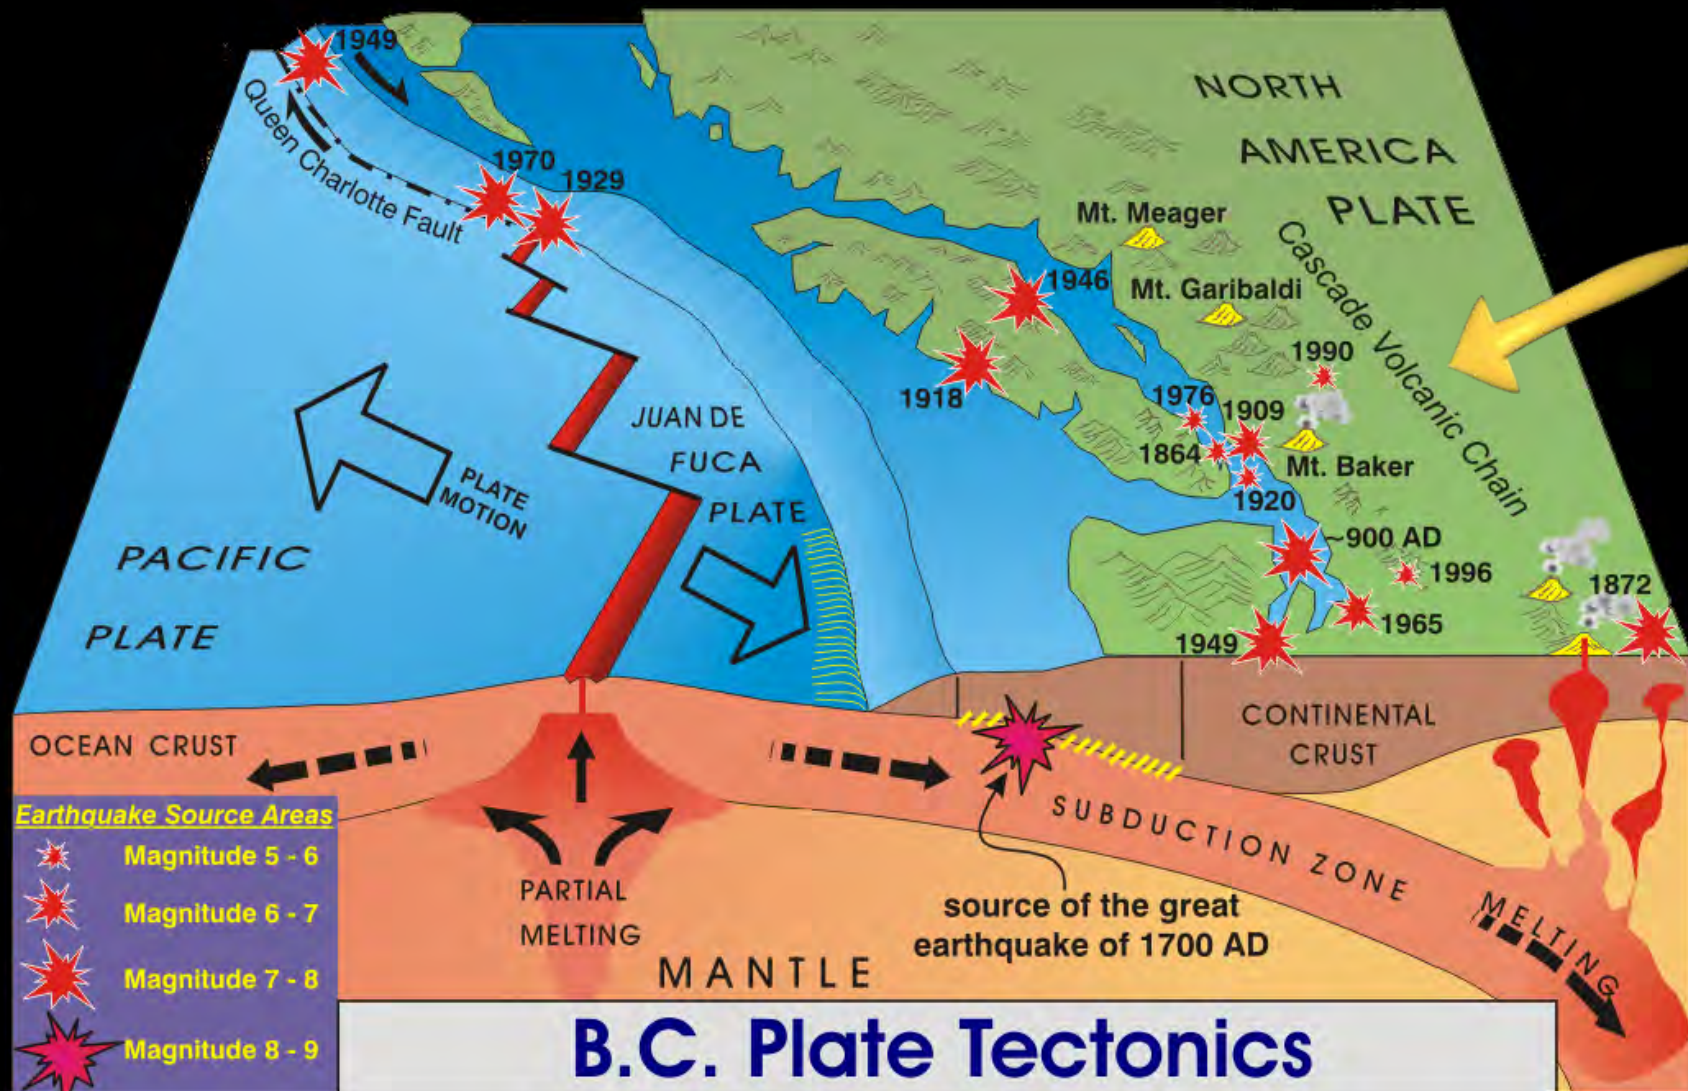 1949
Queen Charlotte Fault
1970
1929
NORTH
AMERICA
PLATE
Mt. Meager
Cascade Volcanic Chain
1946
Mt. Garibaldi
1990
1918
1976
1909
1864
Mt. Baker
1920
JUAN DE
FUCA
PLATE
PLATE
MOTION
PACIFIC
PLATE
~900 AD
1996
1872
1965
1949
OCEAN CRUST
CONTINENTAL
CRUST
SUBDUCTION ZONE
MELTING
PARTIAL
MELTING
source of the great
earthquake of 1700 AD
MANTLE
Earthquake Source Areas
Magnitude 5 - 6
Magnitude 6 - 7
Magnitude 7 - 8
Magnitude 8 - 9
B.C. Plate Tectonics